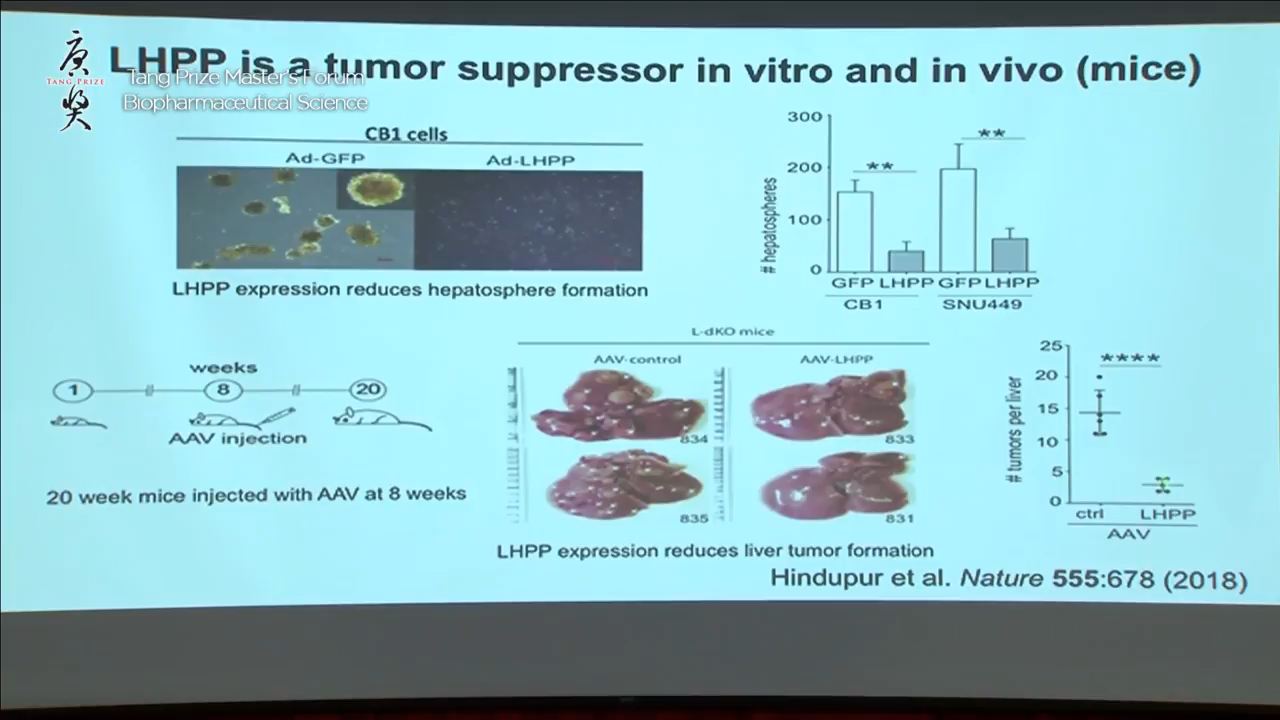 LHPP is a tumor suppressor in vitro and in vivo (mice)
唐
TANG PRIZE
奖
Tang Prize Master's Forum
Biopharmaceutical Science
CB1 cells
Ad-GFP
Ad-LHPP
LHPP expression reduces hepatosphere formation
300
200
100
0
# hepatospheres
**
**
GFP LHPP GFP LHPP
CB1
SNU449
weeks
1
8
20
AAV injection
20 week mice injected with AAV at 8 weeks
L-dKO mice
AAV-control
AAV-LHPP
834
833
835
831
LHPP expression reduces liver tumor formation
25
20
15
10
5
0
# tumors per liver
****
ctrl
LHPP
AAV
Hindupur et al. Nature 555:678 (2018)